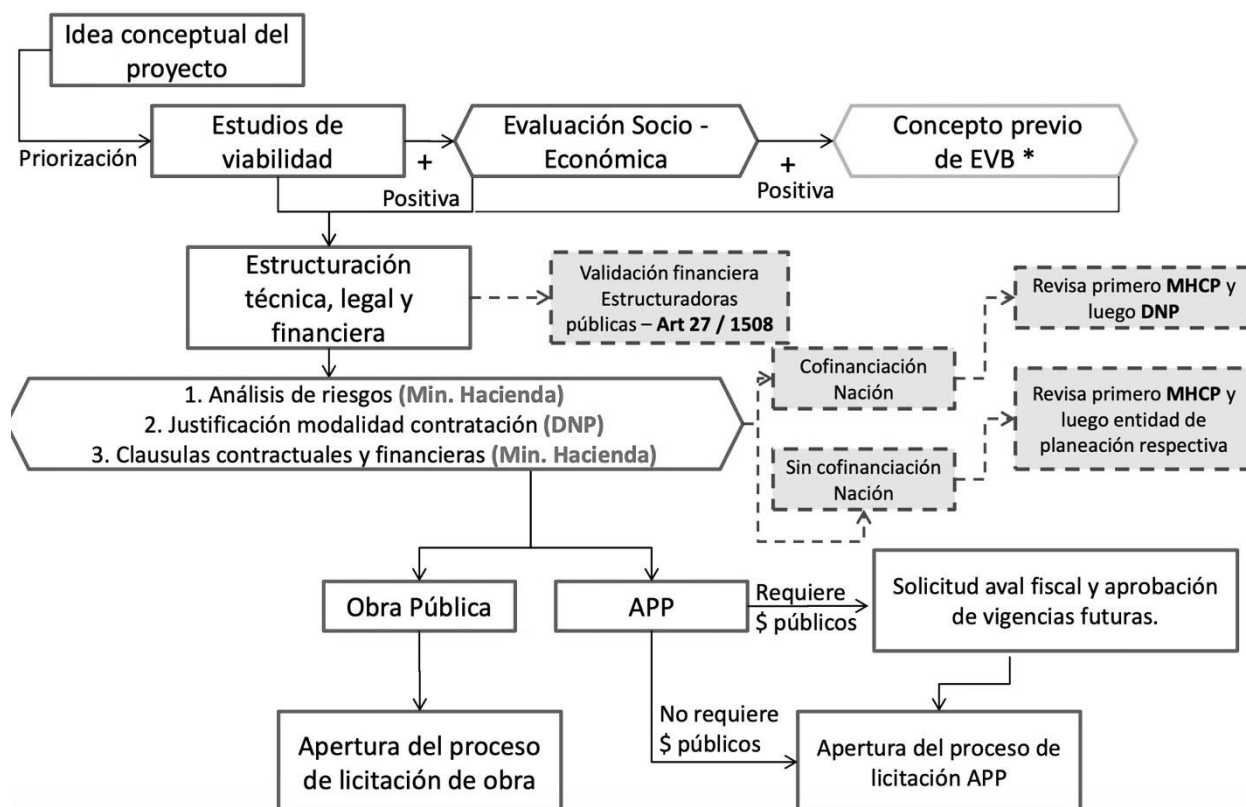 Idea conceptual del
proyecto
Priorización
Estudios de
viabilidad
+
Positiva
Evaluación Socio -
Económica
+
Positiva
Concepto previo
de EVB *
Estructuración
técnica, legal y
financiera
Validación financiera
Estructuradoras
públicas – Art 27 / 1508
Revisa primero MHCP y
luego DNP
Cofinanciación
Nación
Revisa primero MHCP y
luego entidad de
planeación respectiva
Sin cofinanciación
Nación
1. Análisis de riesgos (Min. Hacienda)
2. Justificación modalidad contratación (DNP)
3. Clausulas contractuales y financieras (Min. Hacienda)
Obra Pública
APP
Requiere
$ públicos
Solicitud aval fiscal y aprobación
de vigencias futuras.
No requiere
$ públicos
Apertura del proceso
de licitación de obra
Apertura del proceso de
licitación APP